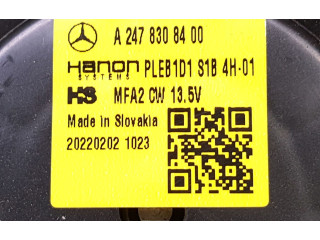 A 247 830 84 00
Hanon PLEB1D1 S1B 4H-01
SYSTEMS
HS MFA2 CW 13.5V
Made in Slovakia
20220202 1023